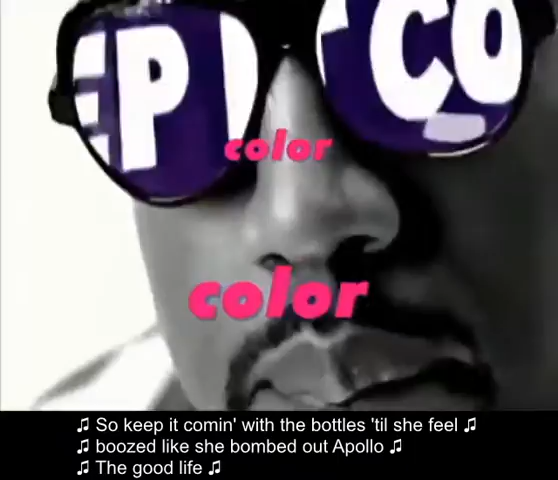 EP CO
color
color
♫ So keep it comin' with the bottles 'til she feel ♫
♫ boozed like she bombed out Apollo ♫
♫ The good life ♫